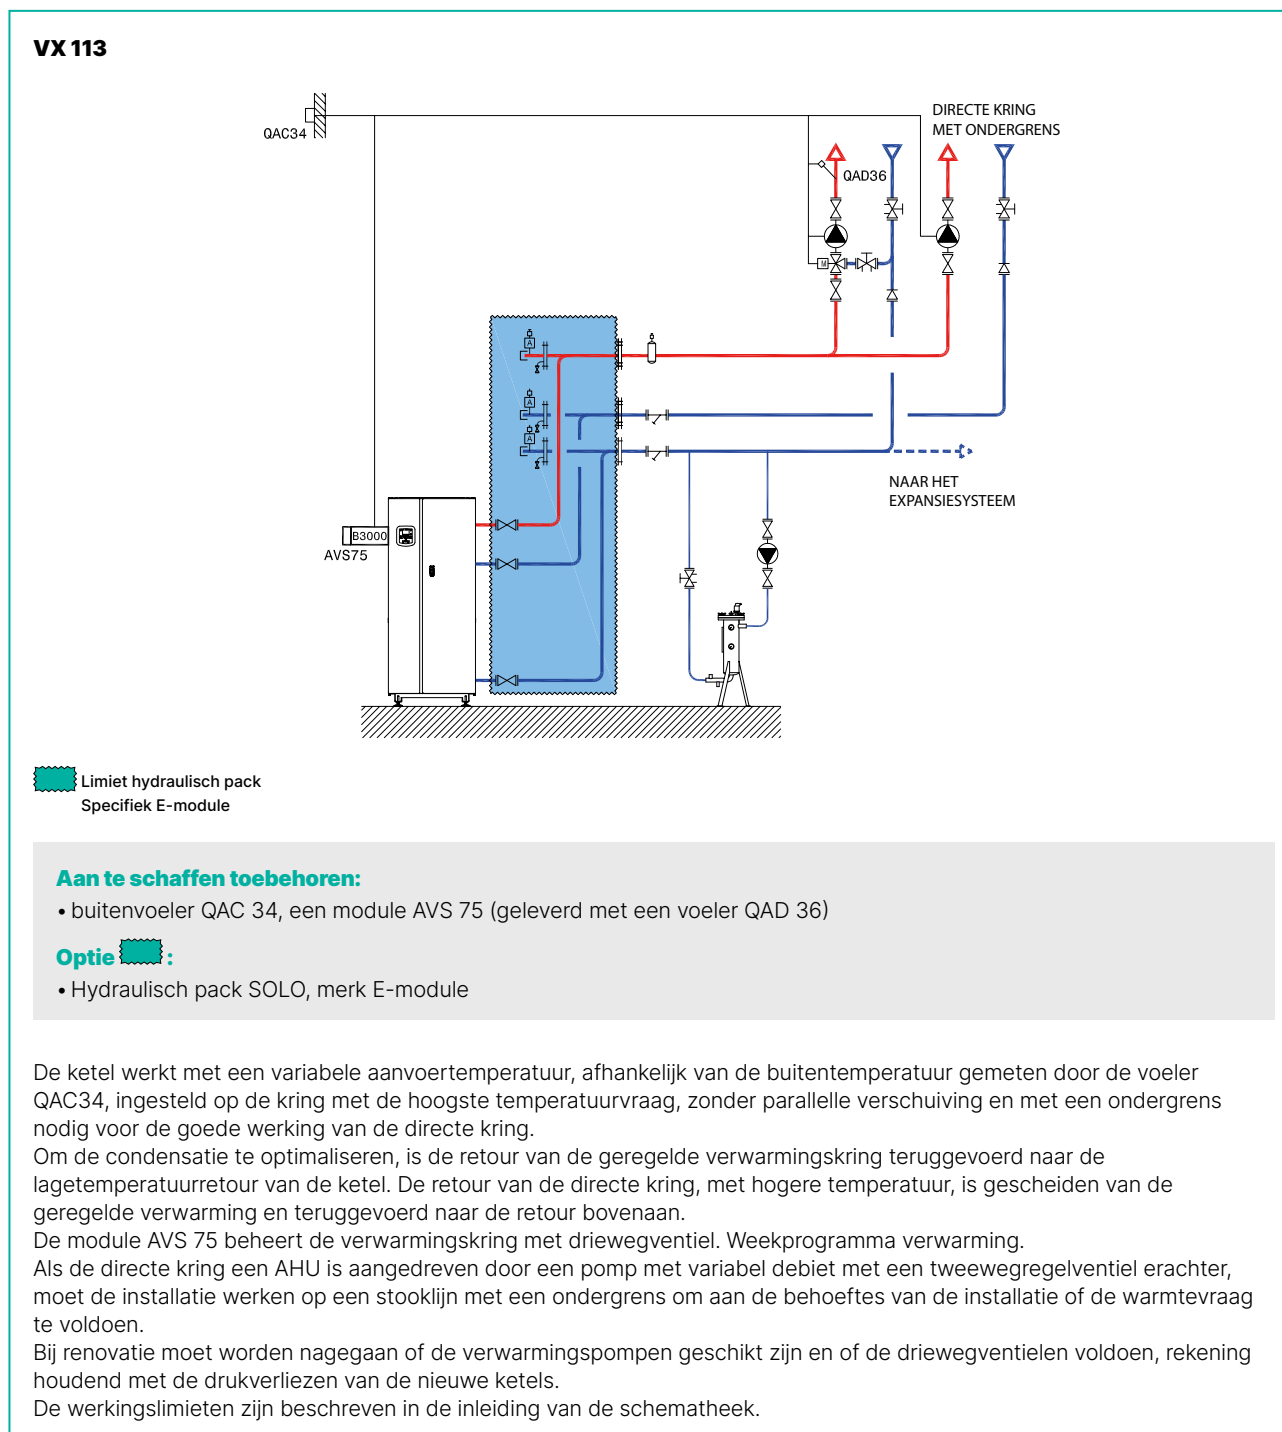 VX 113
QAC34
DIRECTE KRING
MET ONDERGRENS
QAD36
M
A
A
A
NAAR HET
EXPANSIESYSTEEM
B3000
AVS75
Limiet hydraulisch pack
Specifiek E-module
Aan te schaffen toebehoren:
• buitenvoeler QAC 34, een module AVS 75 (geleverd met een voeler QAD 36)
Optie :
• Hydraulisch pack SOLO, merk E-module
De ketel werkt met een variabele aanvoertemperatuur, afhankelijk van de buitentemperatuur gemeten door de voeler
QAC34, ingesteld op de kring met de hoogste temperatuurvraag, zonder parallelle verschuiving en met een ondergrens
nodig voor de goede werking van de directe kring.
Om de condensatie te optimaliseren, is de retour van de geregelde verwarmingskring teruggevoerd naar de
lagetemperatuurretour van de ketel. De retour van de directe kring, met hogere temperatuur, is gescheiden van de
geregelde verwarming en teruggevoerd naar de retour bovenaan.
De module AVS 75 beheert de verwarmingskring met driewegventiel. Weekprogramma verwarming.
Als de directe kring een AHU is aangedreven door een pomp met variabel debiet met een tweewegregelventiel erachter,
moet de installatie werken op een stooklijn met een ondergrens om aan de behoeftes van de installatie of de warmtevraag
te voldoen.
Bij renovatie moet worden nagegaan of de verwarmingspompen geschikt zijn en of de driewegventielen voldoen, rekening
houdend met de drukverliezen van de nieuwe ketels.
De werkingslimieten zijn beschreven in de inleiding van de schematheek.